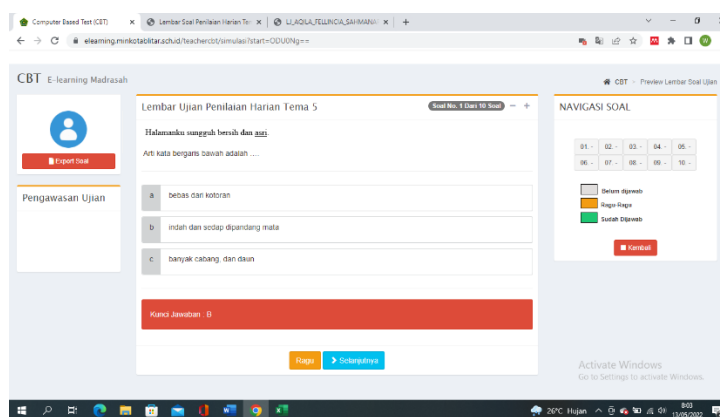 Computer Based Test (CBT)
Lembar Soal Penilaian Harian Ter
LJ_AQILA_FELLINCIA_SAHMANA
elearning.minkotablitar.sch.id/teachercbt/simulasi?start=ODU0Ng==
CBT E-learning Madrasah
CBT - Preview Lembar Soal Ujian
Export Soal
Pengawasan Ujian
Lembar Ujian Penilaian Harian Tema 5
Soal No. 1 Dari 10 Soal
Halamanku sungguh bersih dan asri.
Arti kata bergaris bawah adalah ....
a bebas dari kotoran
b indah dan sedap dipandang mata
c banyak cabang, dan daun
Kunci Jawaban : B
Ragu
Selanjutnya
NAVIGASI SOAL
01. - 02. - 03. - 04. - 05. -
06. - 07. - 08. - 09. - 10. -
Belum dijawab
Ragu-Ragu
Sudah Dijawab
Kembali
Activate Windows
Go to Settings to activate Windows.
26°C Hujan
8:03
13/05/2022